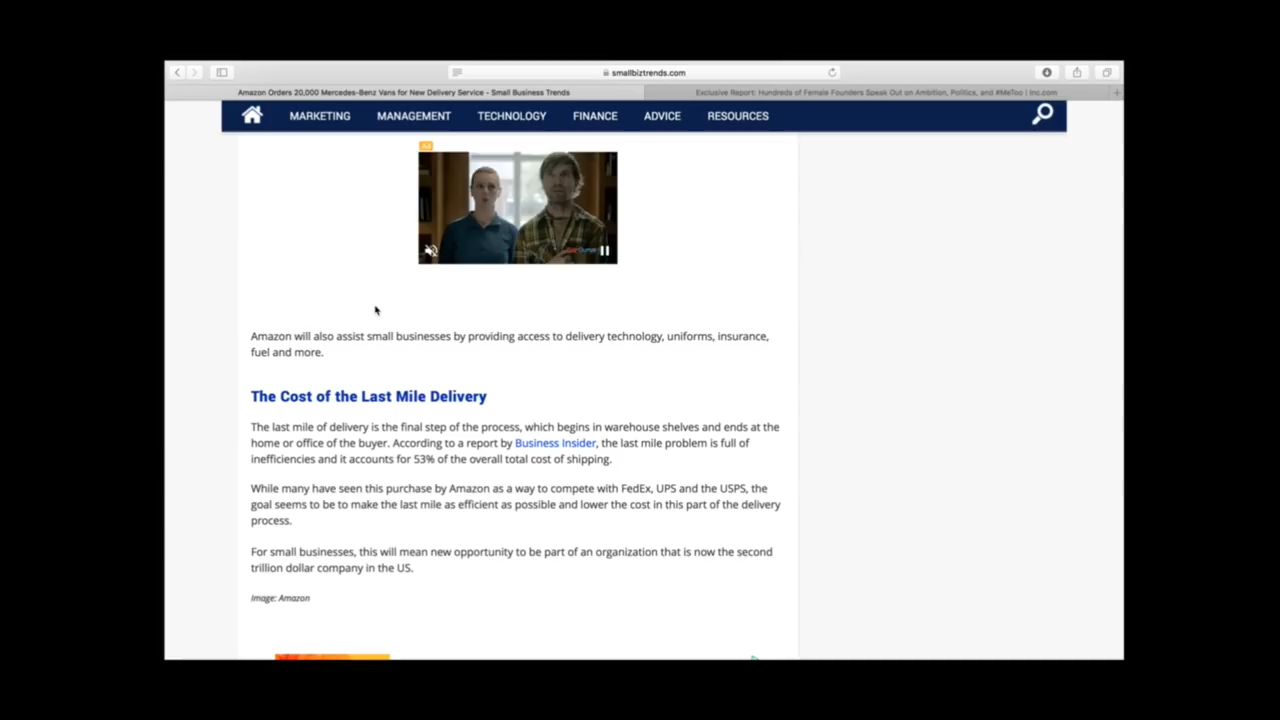 smallbiztrends.com
Amazon Orders 20,000 Mercedes-Benz Vans for New Delivery Service - Small Business Trends
Exclusive Report: Hundreds of Female Founders Speak Out on Ambition, Politics, and #MeToo | Inc.com
MARKETING MANAGEMENT TECHNOLOGY FINANCE ADVICE RESOURCES
Ad
Amazon will also assist small businesses by providing access to delivery technology, uniforms, insurance,
fuel and more.
The Cost of the Last Mile Delivery
The last mile of delivery is the final step of the process, which begins in warehouse shelves and ends at the
home or office of the buyer. According to a report by Business Insider, the last mile problem is full of
inefficiencies and it accounts for 53% of the overall total cost of shipping.
While many have seen this purchase by Amazon as a way to compete with FedEx, UPS and the USPS, the
goal seems to be to make the last mile as efficient as possible and lower the cost in this part of the delivery
process.
For small businesses, this will mean new opportunity to be part of an organization that is now the second
trillion dollar company in the US.
Image: Amazon